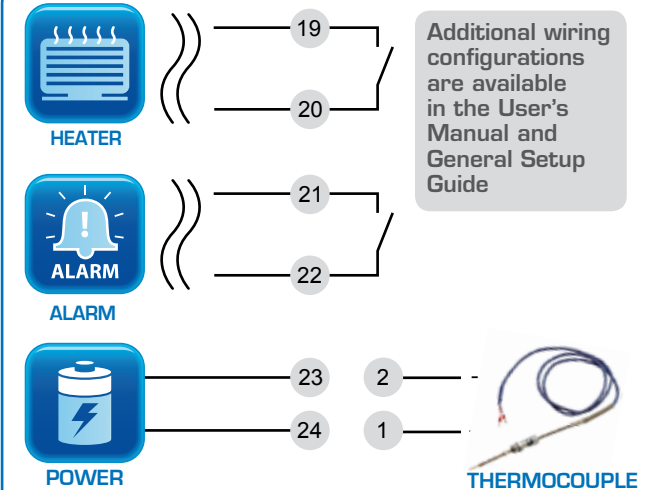 19
20
HEATER
Additional wiring
configurations
are available
in the User's
Manual and
General Setup
Guide
21
22
!
ALARM
ALARM
23
24
POWER
2
1
THERMOCOUPLE